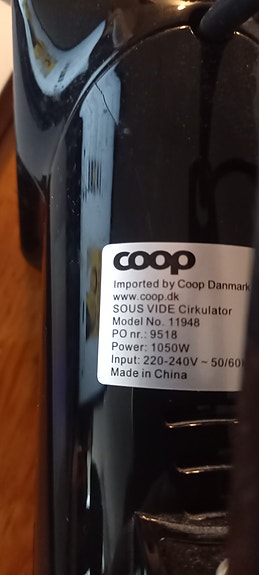 coop
Imported by Coop Danmark
www.coop.dk
SOUS VIDE Cirkulator
Model No. 11948
PO nr.: 9518
Power: 1050W
Input: 220-240V ~ 50/60
Made in China